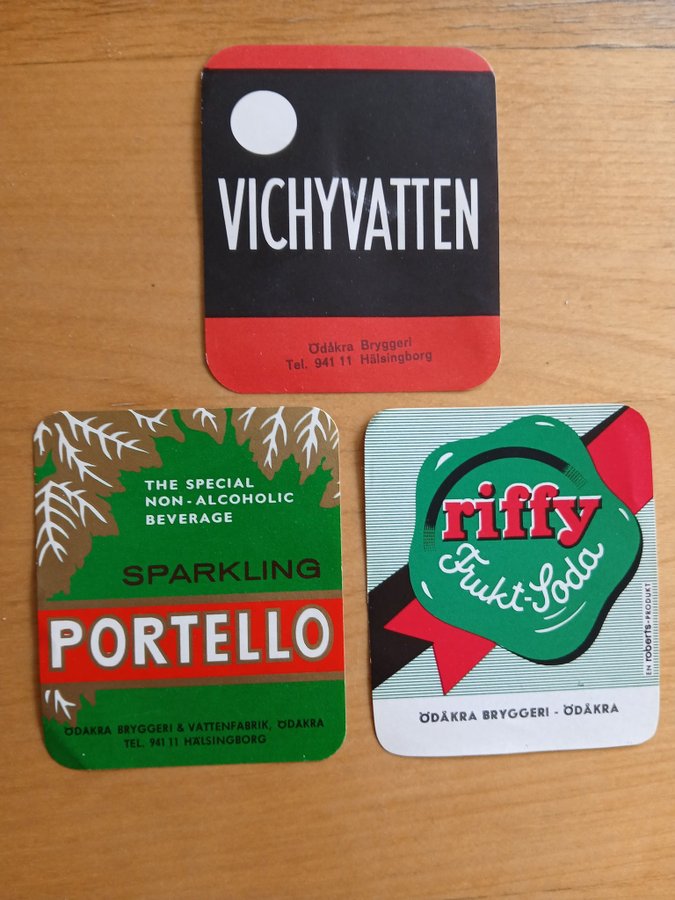 VICHYVATTEN
Ödåkra Bryggeri
Tel. 941 11 Hälsingborg
THE SPECIAL
NON-ALCOHOLIC
BEVERAGE
SPARKLING
PORTELLO
ÖDÅKRA BRYGGERI & VATTENFABRIK, ÖDÅKRA
TEL. 941 11 HÄLSINGBORG
riffy
Frukt-Soda
EN roberts-PRODUKT
ÖDÅKRA BRYGGERI - ÖDÅKRA